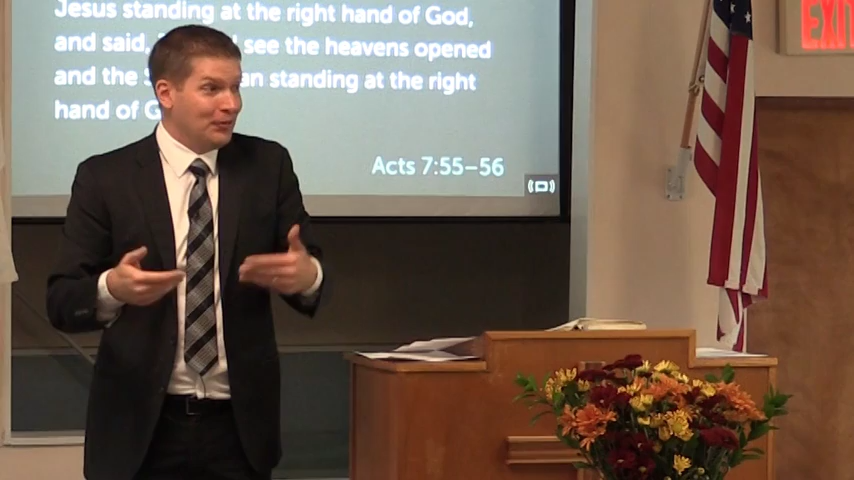 Jesus standing at the right hand of God,
and said, I see the heavens opened
and the S an standing at the right
hand of G
Acts 7:55–56
EXIT